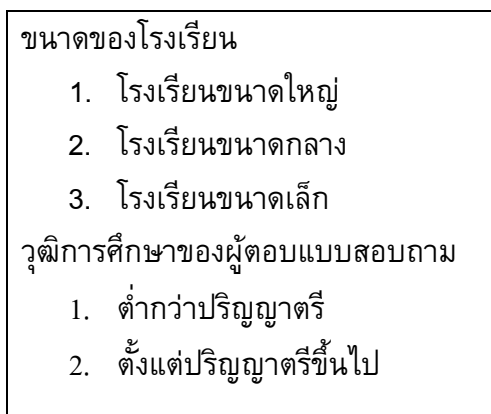 ขนาดของโรงเรียน
1. โรงเรียนขนาดใหญ่
2. โรงเรียนขนาดกลาง
3. โรงเรียนขนาดเล็ก
วุฒิการศึกษาของผู้ตอบแบบสอบถาม
1. ต่ำกว่าปริญญาตรี
2. ตั้งแต่ปริญญาตรีขึ้นไป